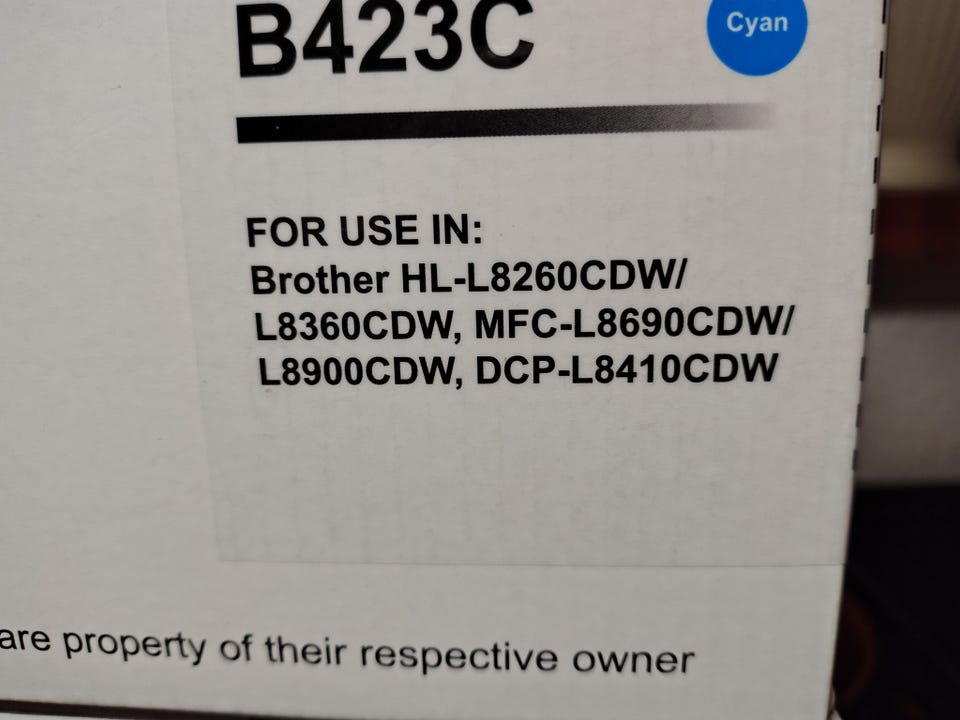 B423C
Cyan
FOR USE IN:
Brother HL-L8260CDW/
L8360CDW, MFC-L8690CDW/
L8900CDW, DCP-L8410CDW
are property of their respective owner